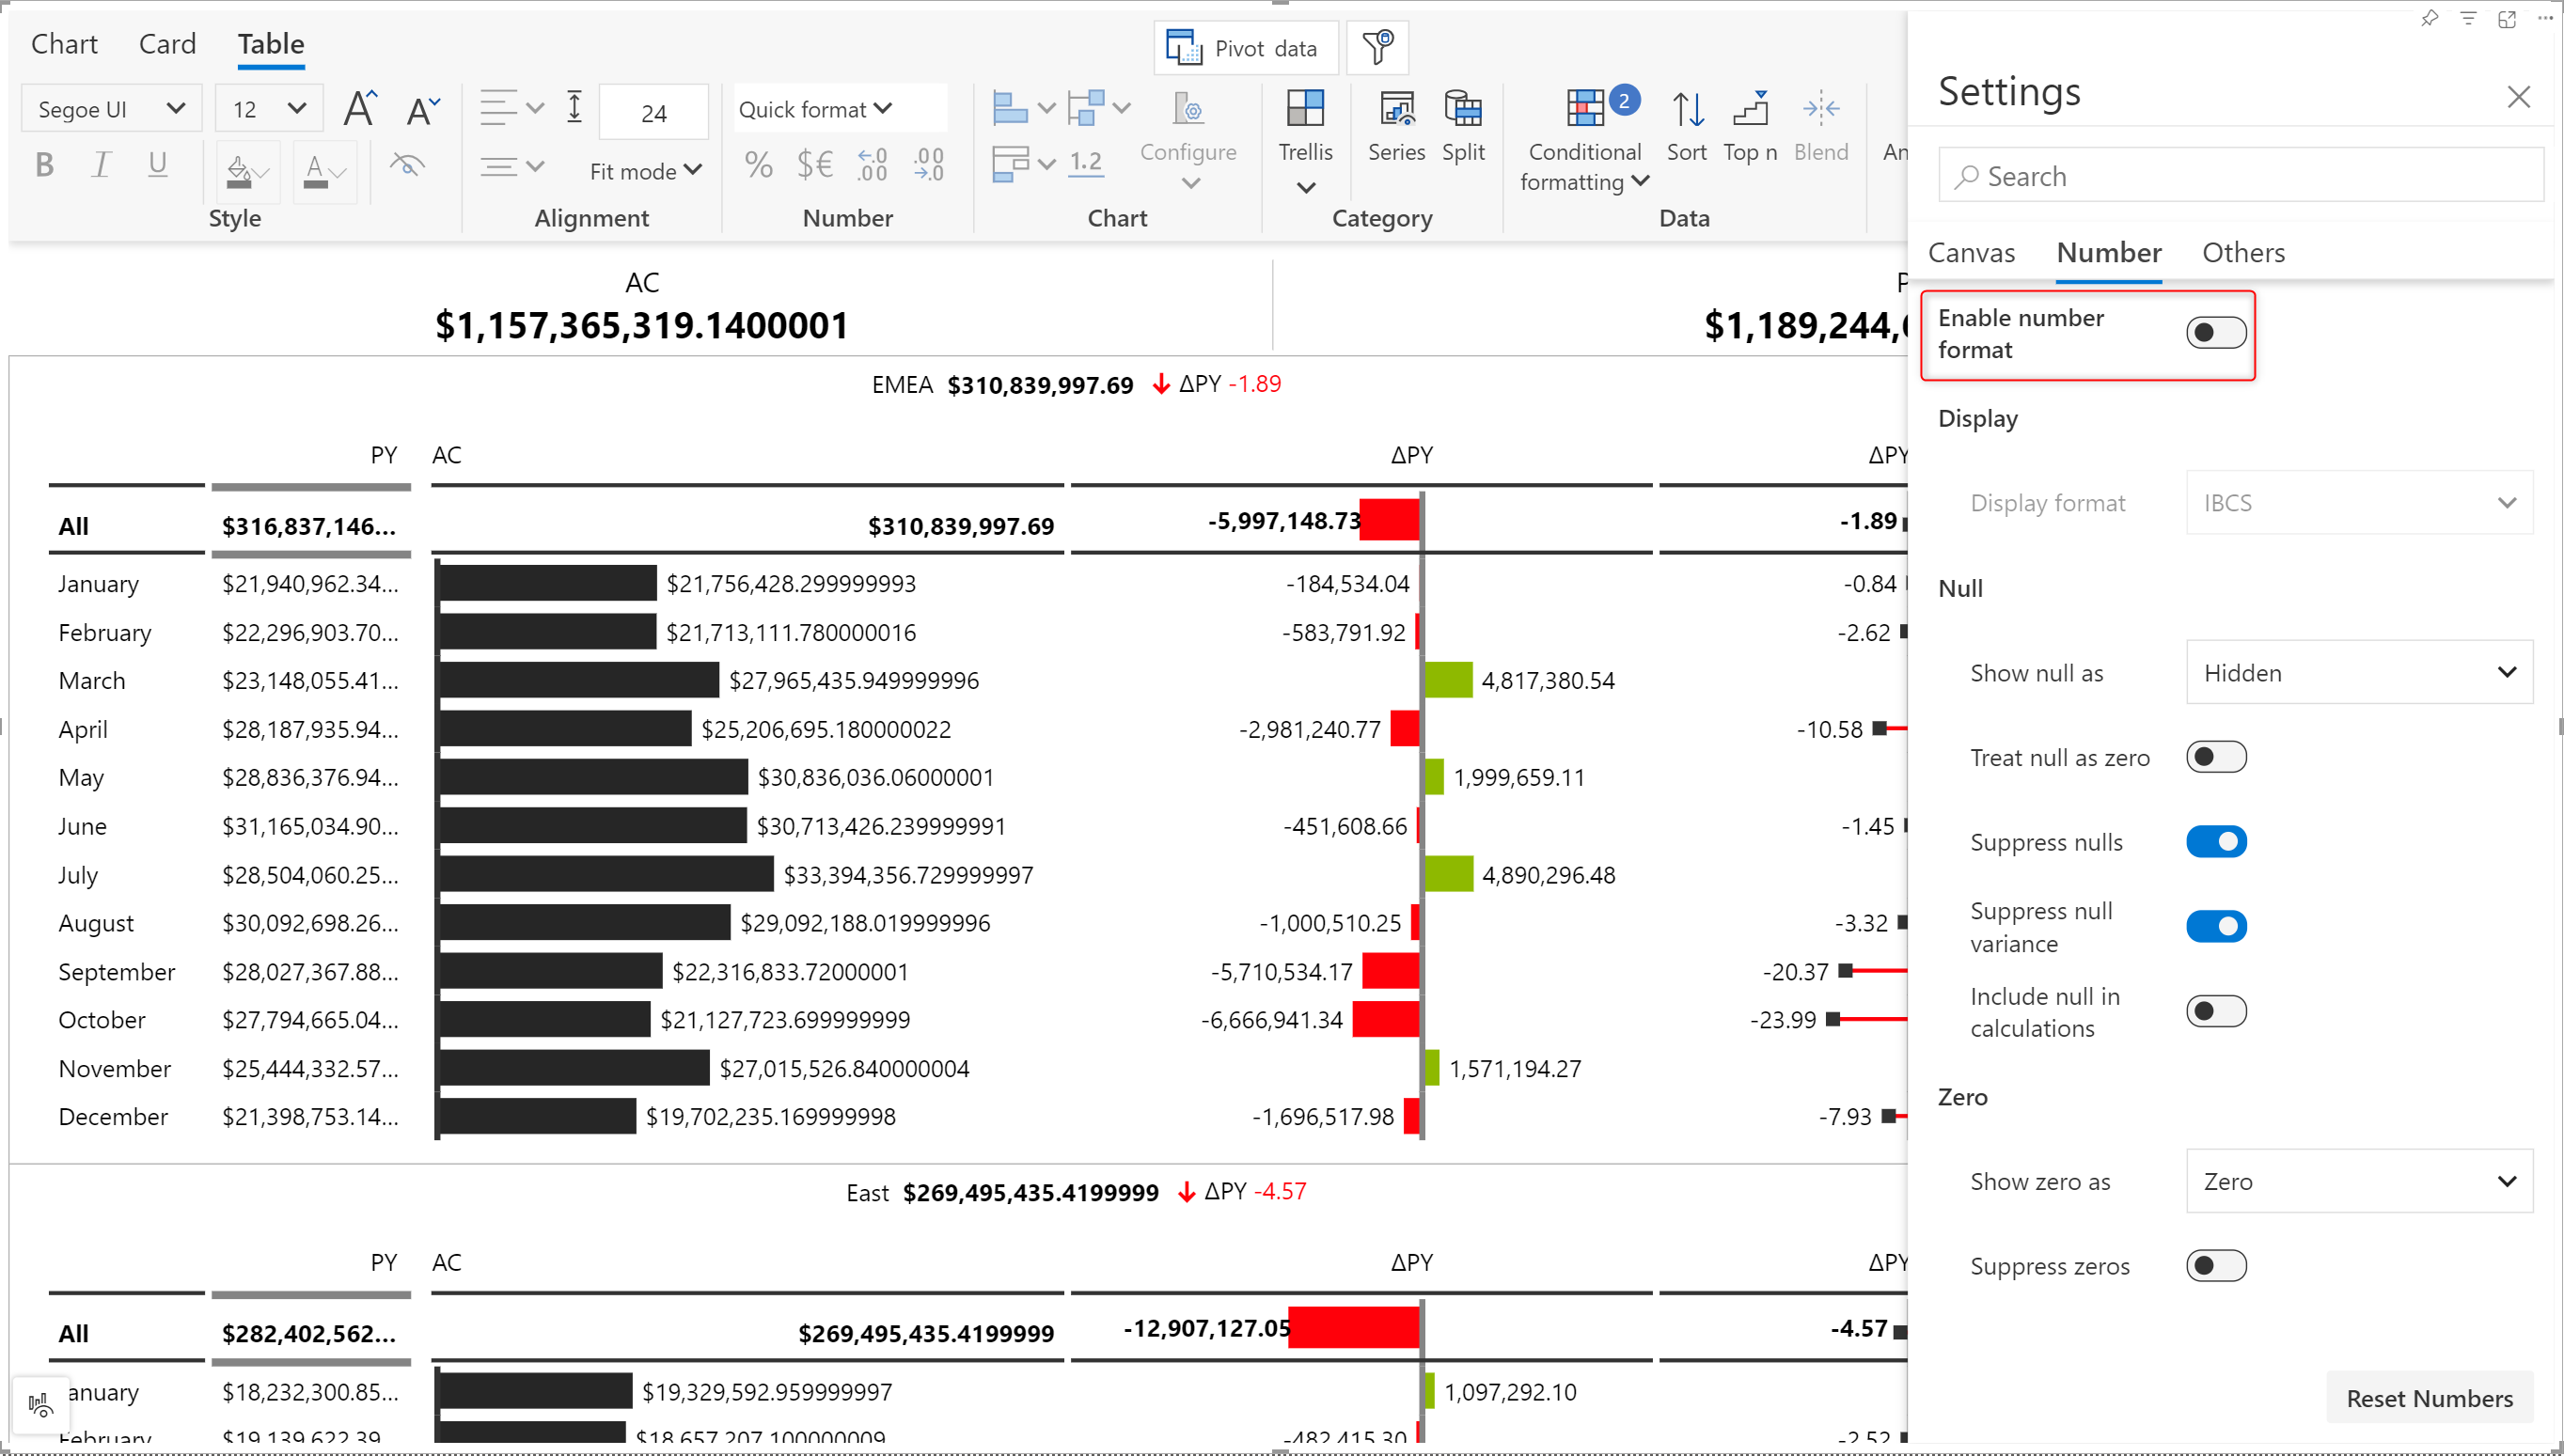 Chart Card Table
Pivot data
Segoe UI 12 A A 24 Quick format 2
B I U A Fit mode % $€ ←.0 .00 .00 →.0 1.2 Configure Trellis Series Split Conditional formatting Sort Top n Blend An
Style Alignment Number Chart Category Data
AC
$1,157,365,319.1400001 $1,189,244,
EMEA $310,839,997.69 ΔPY -1.89
PY AC ΔPY ΔPY
All $316,837,146... $310,839,997.69 -5,997,148.73 -1.89
January $21,940,962.34... $21,756,428.299999993 -184,534.04 -0.84
February $22,296,903.70... $21,713,111.780000016 -583,791.92 -2.62
March $23,148,055.41... $27,965,435.949999996 4,817,380.54
April $28,187,935.94... $25,206,695.180000022 -2,981,240.77 -10.58
May $28,836,376.94... $30,836,036.06000001 1,999,659.11
June $31,165,034.90... $30,713,426.239999991 -451,608.66 -1.45
July $28,504,060.25... $33,394,356.729999997 4,890,296.48
August $30,092,698.26... $29,092,188.019999996 -1,000,510.25 -3.32
September $28,027,367.88... $22,316,833.72000001 -5,710,534.17 -20.37
October $27,794,665.04... $21,127,723.699999999 -6,666,941.34 -23.99
November $25,444,332.57... $27,015,526.840000004 1,571,194.27
December $21,398,753.14... $19,702,235.169999998 -1,696,517.98 -7.93
East $269,495,435.4199999 ΔPY -4.57
PY AC ΔPY ΔPY
All $282,402,562... $269,495,435.4199999 -12,907,127.05 -4.57
anuary $18,232,300.85... $19,329,592.959999997 1,097,292.10
February $19,139,622.39 $18,657,207.100000009 -482,415.30 -2.52
Settings
Search
Canvas Number Others
Enable number
format
Display
Display format IBCS
Null
Show null as Hidden
Treat null as zero
Suppress nulls
Suppress null
variance
Include null in
calculations
Zero
Show zero as Zero
Suppress zeros
Reset Numbers